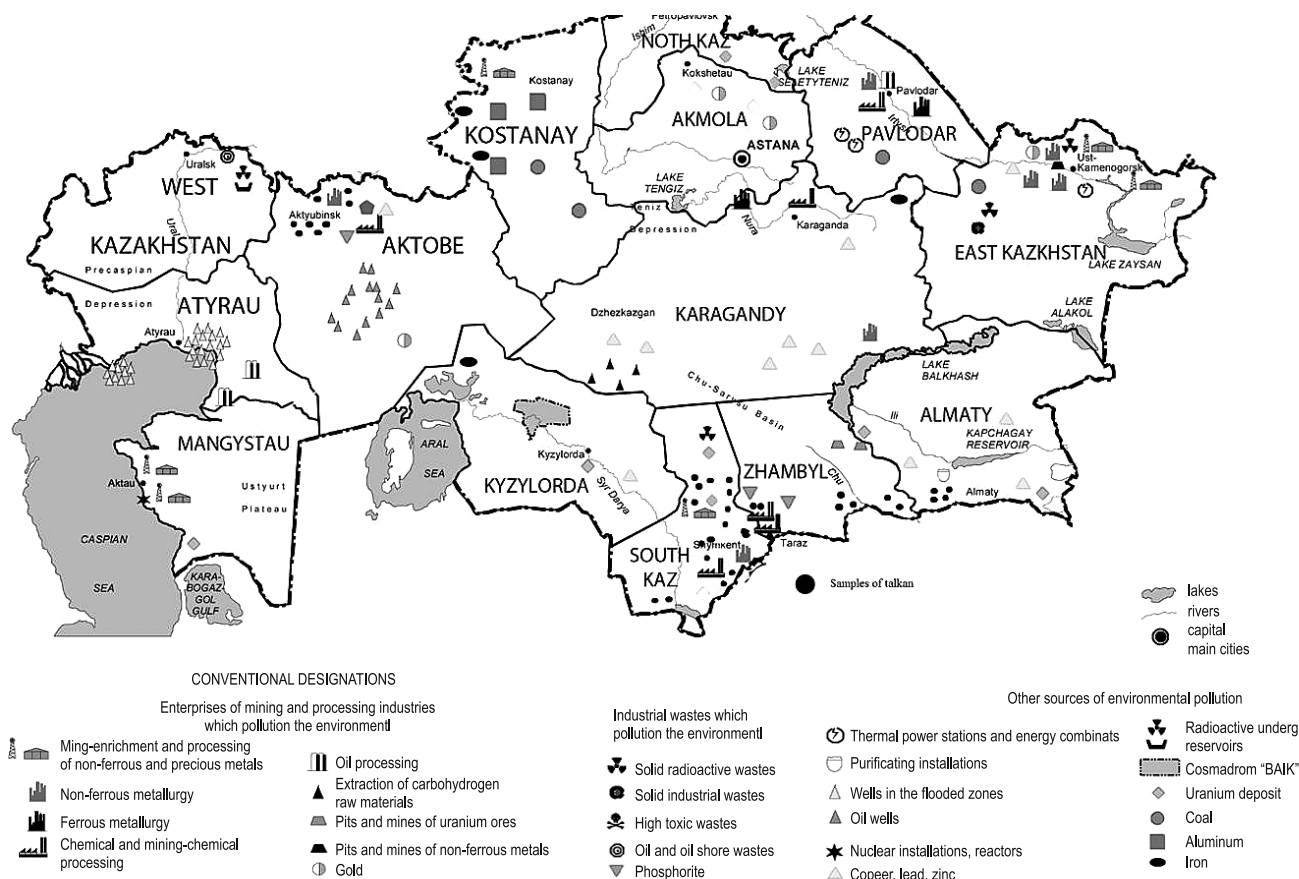 Petropavlovsk
Ishim
NOTH KAZ
Kokshetau
LAKE
SELETYTENIZ
Kostanay
KOSTANAY
AKMOLA
ASTANA
Pavlodar
Irtysh
PAVLODAR
Uralsk
WEST
KAZAKHSTAN
Ural
Precaspian
Depression
Aktyubinsk
AKTOBE
LAKE
TENGIZ
Teniz
Depression
Nura
Karaganda
Ust-
Kamenogorsk
EAST KAZKHSTAN
LAKE ZAYSAN
ATYRAU
Atyrau
Dzhezkazgan
KARAGANDY
LAKE
ALAKOL
LAKE
BALKHASH
Chu-Sarysu Basin
Ili
ALMATY
KAPCHAGAY
RESERVOIR
Almaty
MANGYSTAU
Aktau
Ustyurt
Plateau
ARAL
SEA
Kyzylorda
KYZYLORDA
Syr Darya
ZHAMBYL
Chu
Taraz
SOUTH
KAZ
Shymkent
CASPIAN
SEA
KARA-
BOGAZ-
GOL
GULF
Samples of talkan
lakes
rivers
capital
main cities
CONVENTIONAL DESIGNATIONS
Enterprises of mining and processing industries
which pollution the environmentl
Ming-enrichment and processing
of non-ferrous and precious metals
Non-ferrous metallurgy
Ferrous metallurgy
Chemical and mining-chemical
processing
Oil processing
Extraction of carbohydrogen
raw materials
Pits and mines of uranium ores
Pits and mines of non-ferrous metals
Gold
Industrial wastes which
pollution the environmentl
Solid radioactive wastes
Solid industrial wastes
High toxic wastes
Oil and oil shore wastes
Phosphorite
Other sources of environmental pollution
Thermal power stations and energy combinats
Purificating installations
Wells in the flooded zones
Oil wells
Nuclear installations, reactors
Copeer, lead, zinc
Radioactive underg
reservoirs
Cosmadrom "BAIK"
Uranium deposit
Coal
Aluminum
Iron